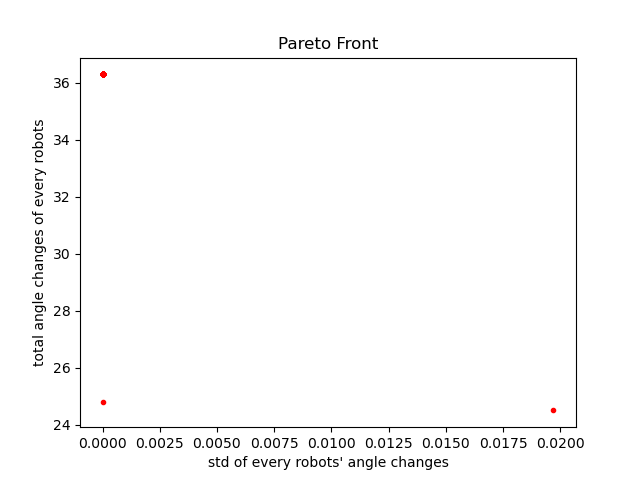 Pareto Front
total angle changes of every robots
36
34
32
30
28
26
24
0.0000 0.0025 0.0050 0.0075 0.0100 0.0125 0.0150 0.0175 0.0200
std of every robots' angle changes